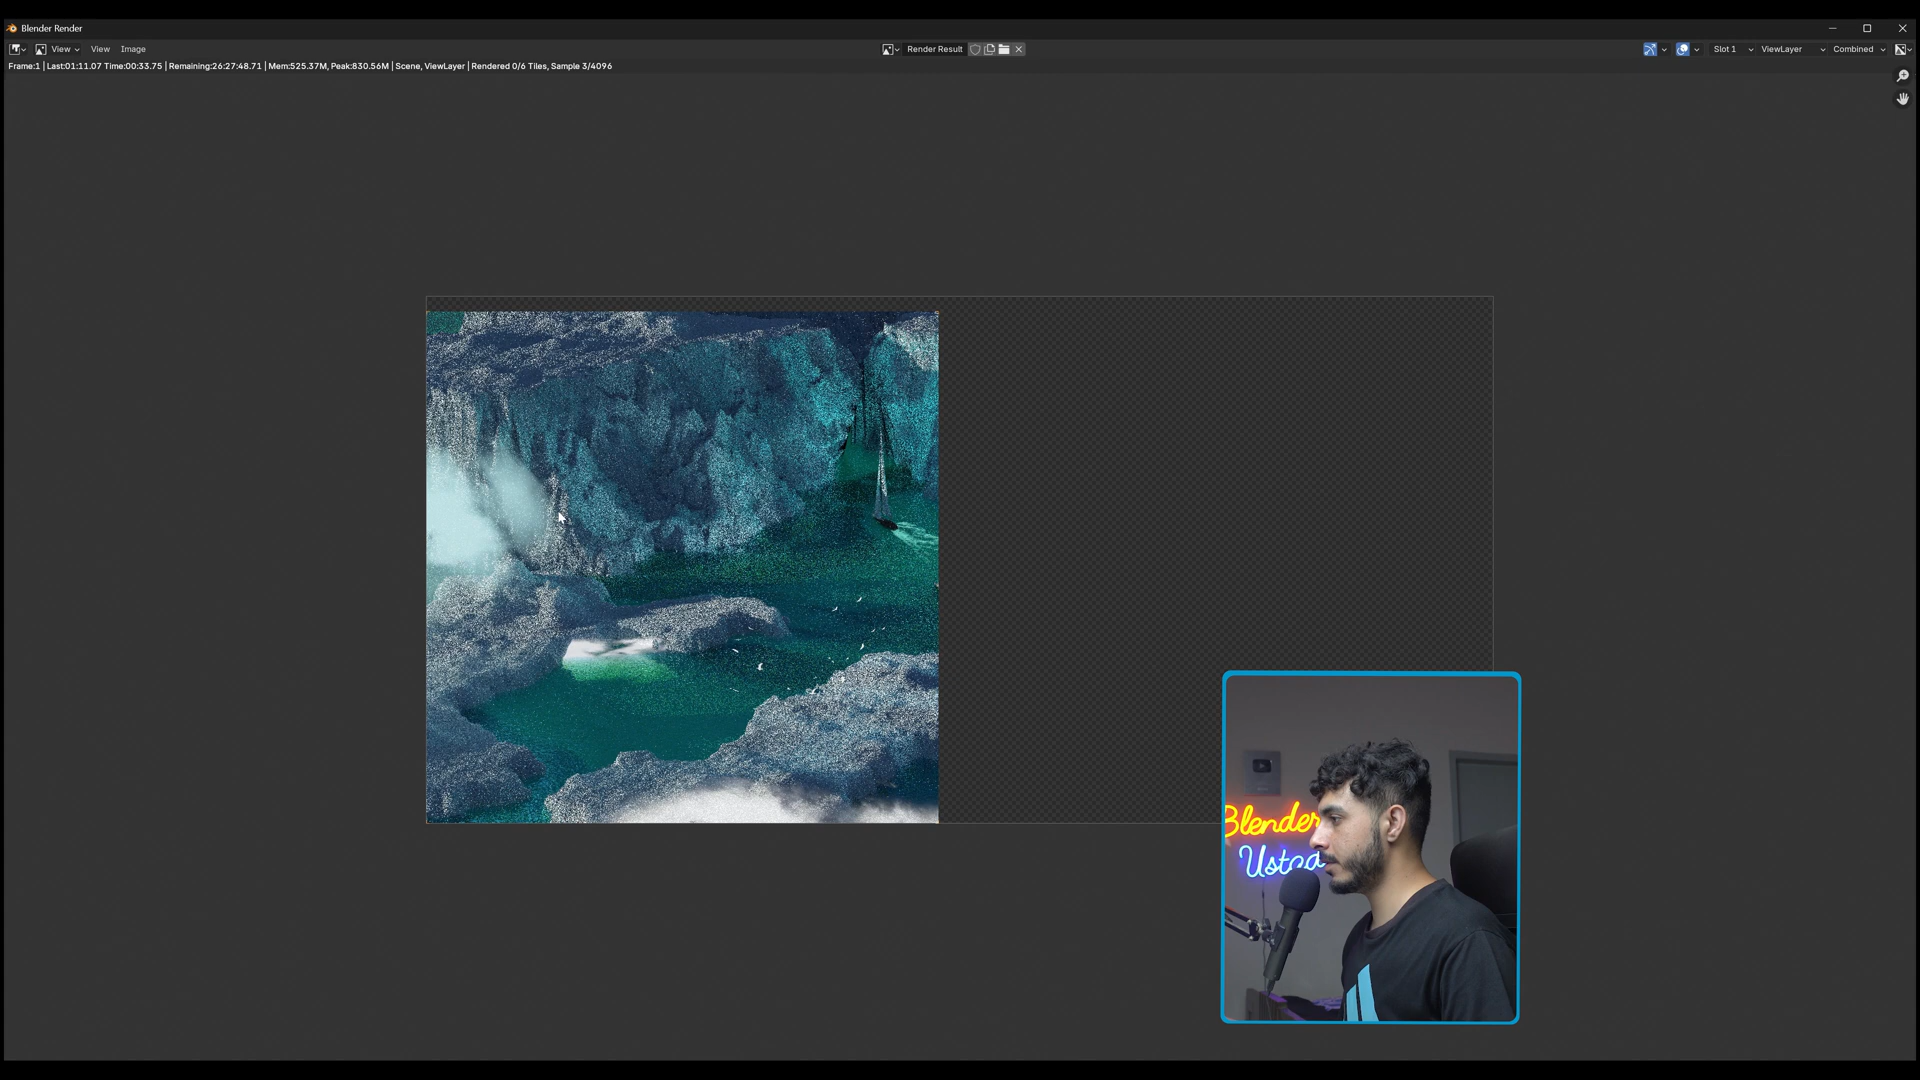 Blender Render
View View Image Render Result Slot 1 ViewLayer Combined
Frame:1 | Last:01:11.07 Time:00:33.75 | Remaining:26:27:48.71 | Mem:525.37M, Peak:830.56M | Scene, ViewLayer | Rendered 0/6 Tiles, Sample 3/4096
Blender
Ustad